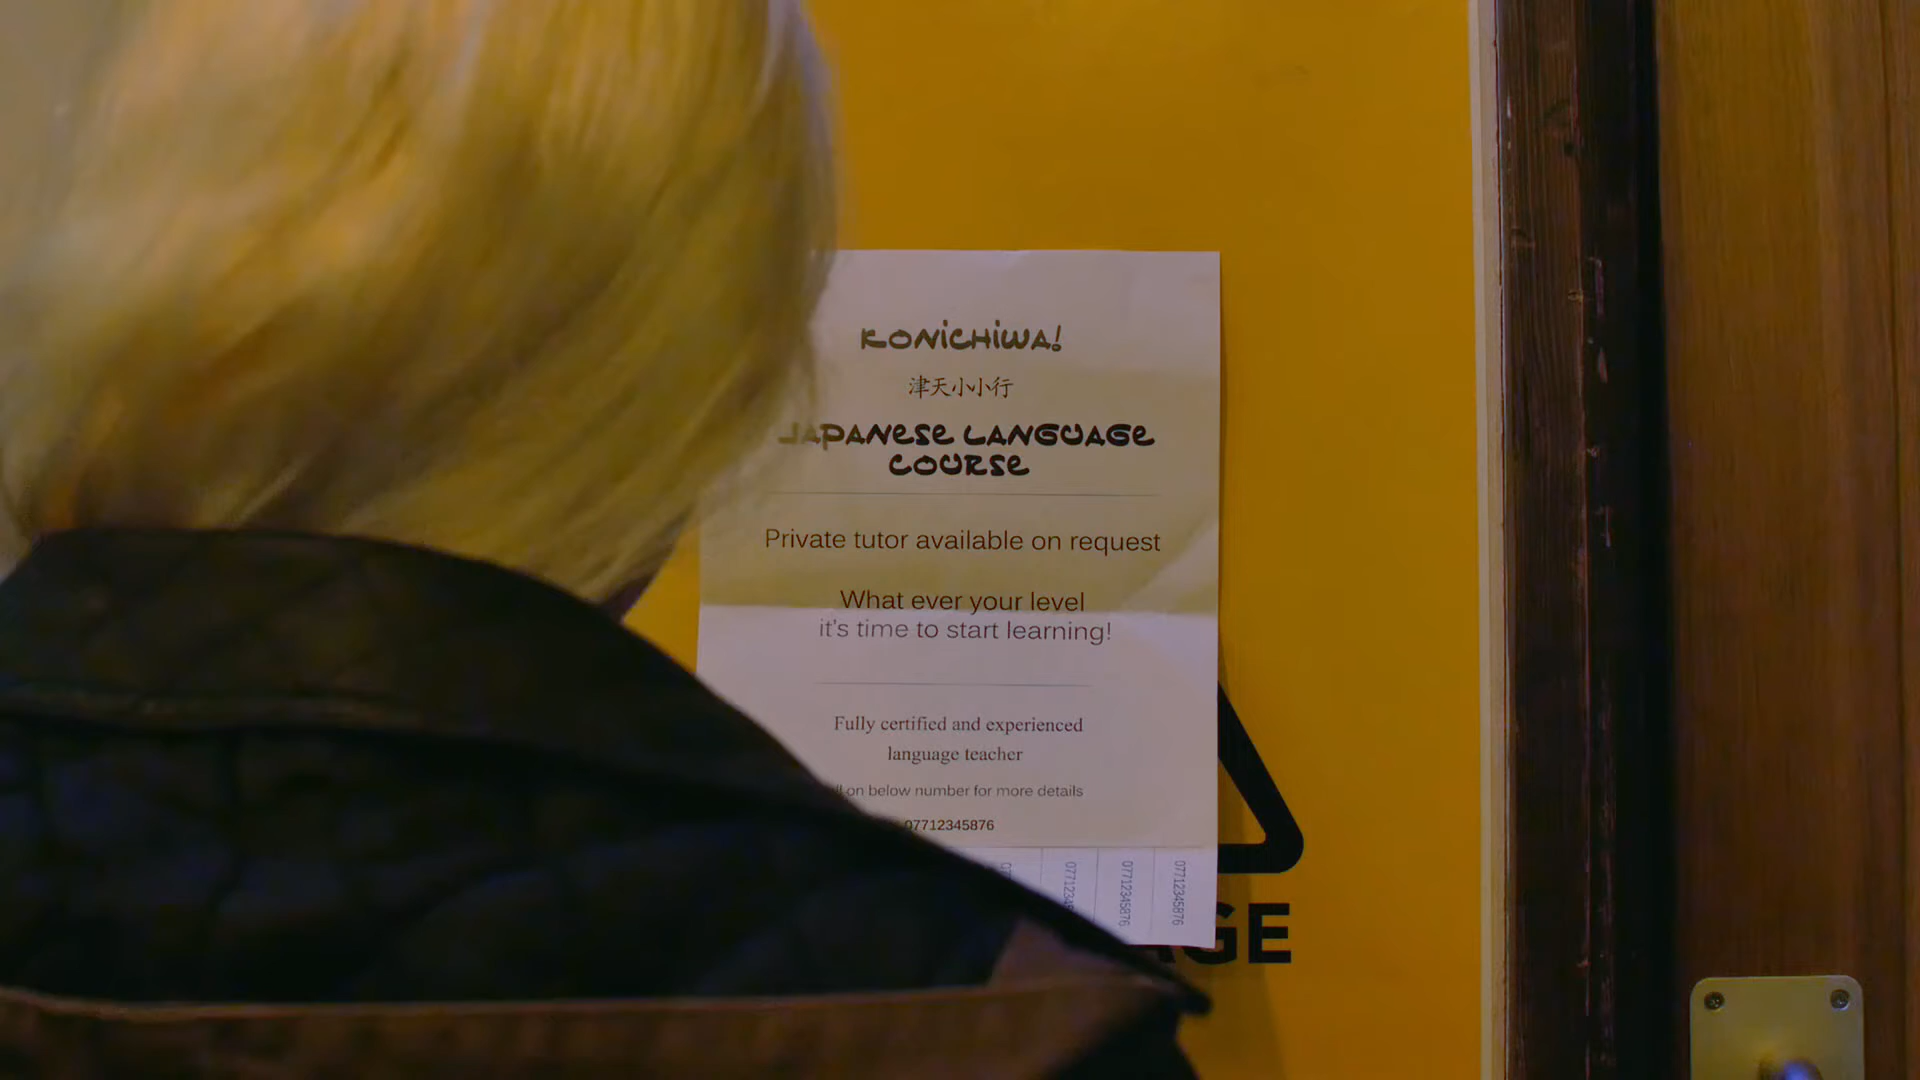 KONICHIWA!
津天小小行
JAPANESE LANGUAGE
COURSE
Private tutor available on request
What ever your level
it's time to start learning!
Fully certified and experienced
language teacher
on below number for more details
07712345876
07712345876
07712345876